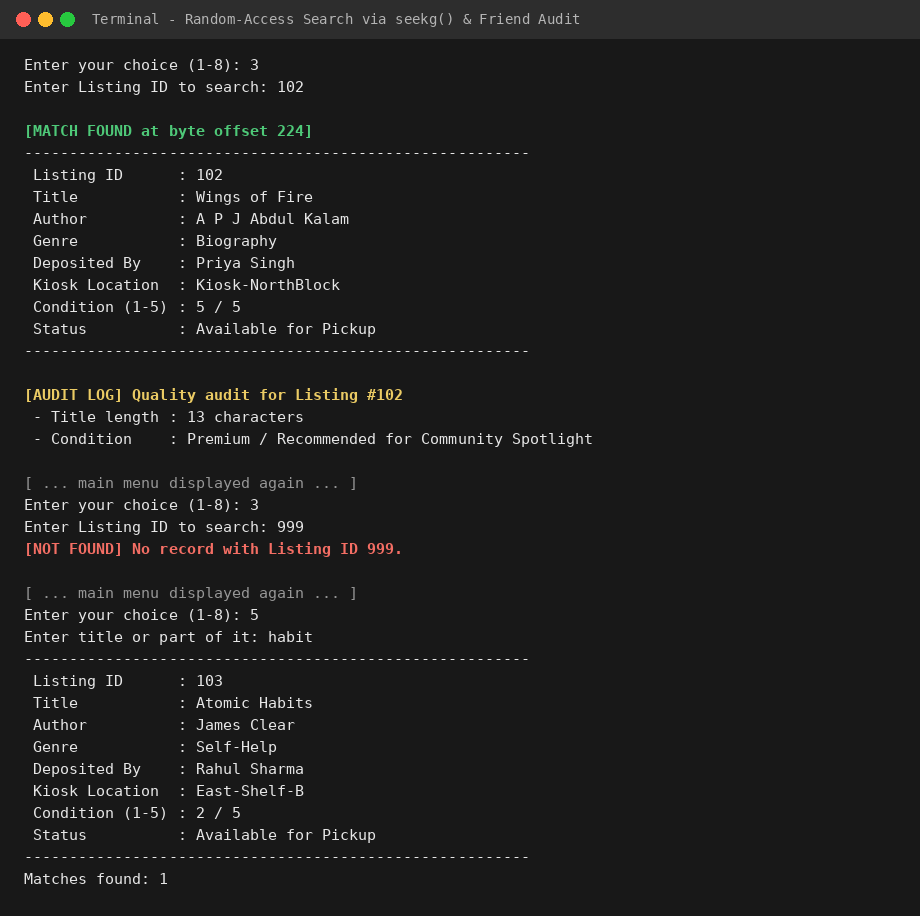 Terminal - Random-Access Search via seekg() & Friend Audit
Enter your choice (1-8): 3
Enter Listing ID to search: 102
[MATCH FOUND at byte offset 224]
--------------------------------------------------------
Listing ID      : 102
Title           : Wings of Fire
Author          : A P J Abdul Kalam
Genre           : Biography
Deposited By    : Priya Singh
Kiosk Location  : Kiosk-NorthBlock
Condition (1-5) : 5 / 5
Status          : Available for Pickup
--------------------------------------------------------
[AUDIT LOG] Quality audit for Listing #102
- Title length : 13 characters
- Condition    : Premium / Recommended for Community Spotlight
[ ... main menu displayed again ... ]
Enter your choice (1-8): 3
Enter Listing ID to search: 999
[NOT FOUND] No record with Listing ID 999.
[ ... main menu displayed again ... ]
Enter your choice (1-8): 5
Enter title or part of it: habit
--------------------------------------------------------
Listing ID      : 103
Title           : Atomic Habits
Author          : James Clear
Genre           : Self-Help
Deposited By    : Rahul Sharma
Kiosk Location  : East-Shelf-B
Condition (1-5) : 2 / 5
Status          : Available for Pickup
--------------------------------------------------------
Matches found: 1